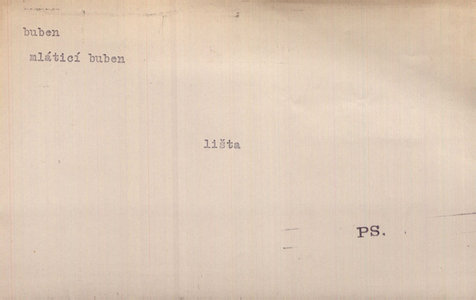 buben
mláticí buben
lišta
PS.